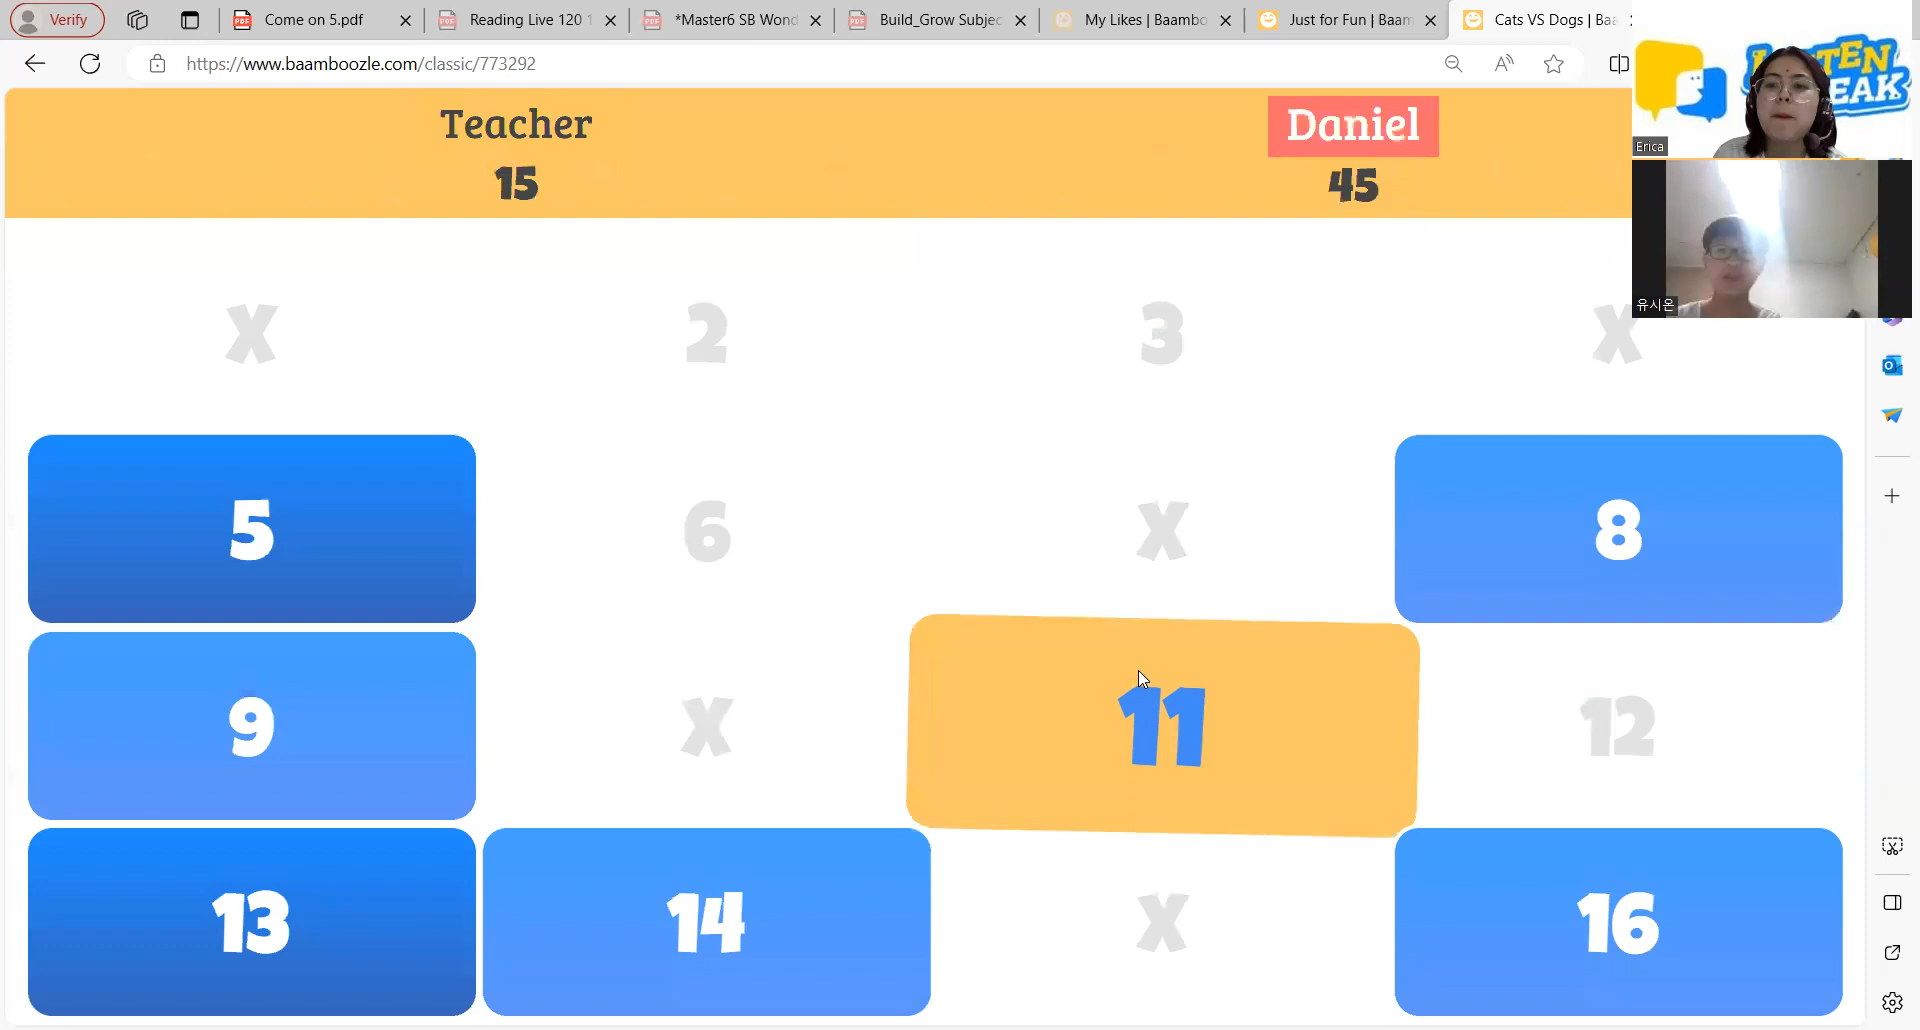 Verify
Come on 5.pdf
Reading Live 120 1
*Master6 SB Wond
Build_Grow Subjec
My Likes | Baambo
Just for Fun | Baam
Cats VS Dogs | Baa
https://www.baamboozle.com/classic/773292
Teacher
15
Daniel
45
Erica
유시온
X
2
3
X
5
6
X
8
9
X
11
12
13
14
X
16